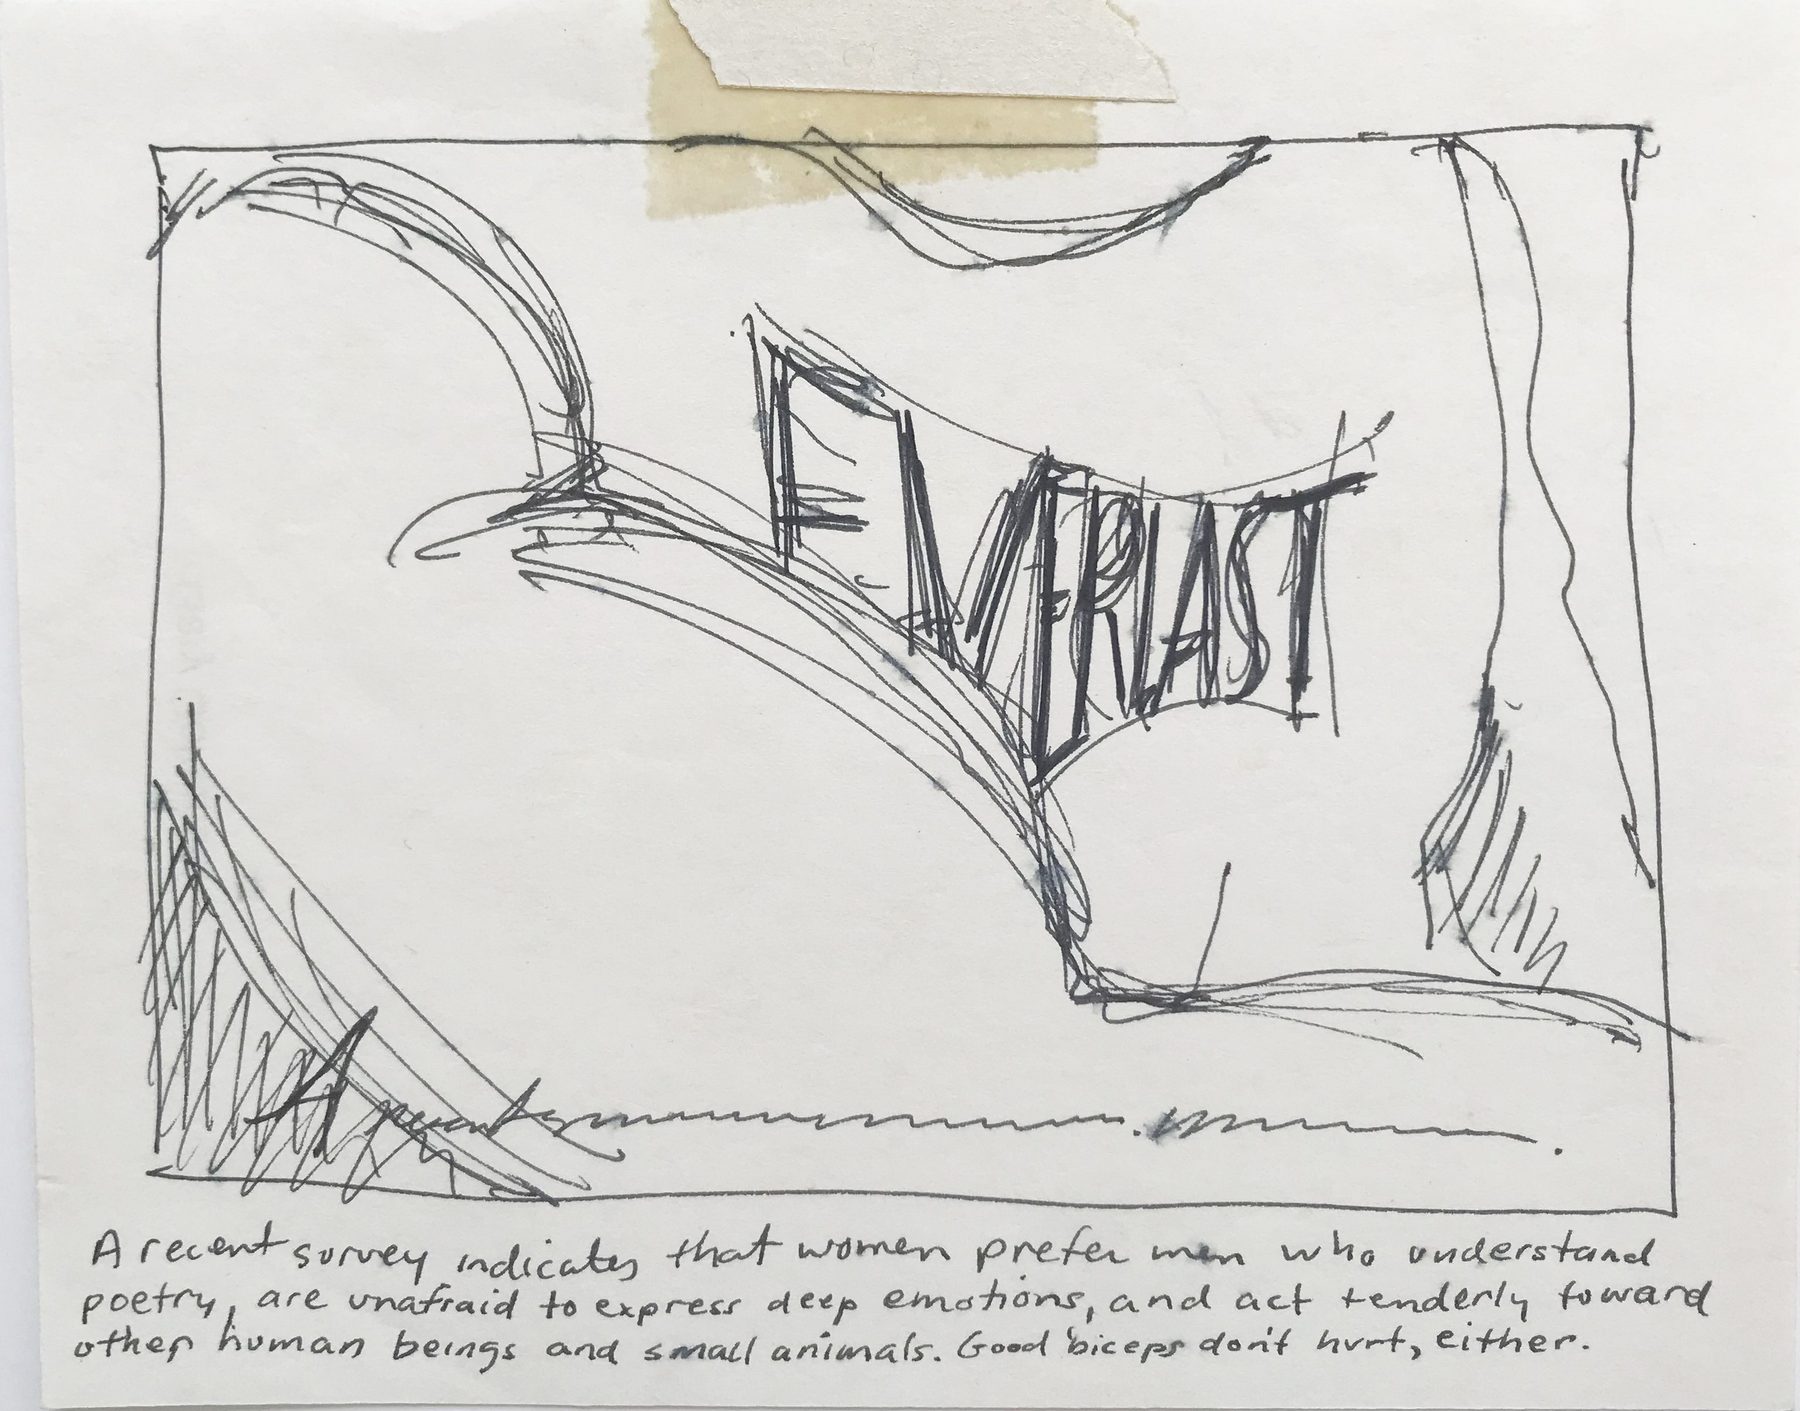 EVERLAST
A
A recent survey indicates that women prefer men who understand
poetry, are unafraid to express deep emotions, and act tenderly toward
other human beings and small animals. Good biceps don't hurt, either.